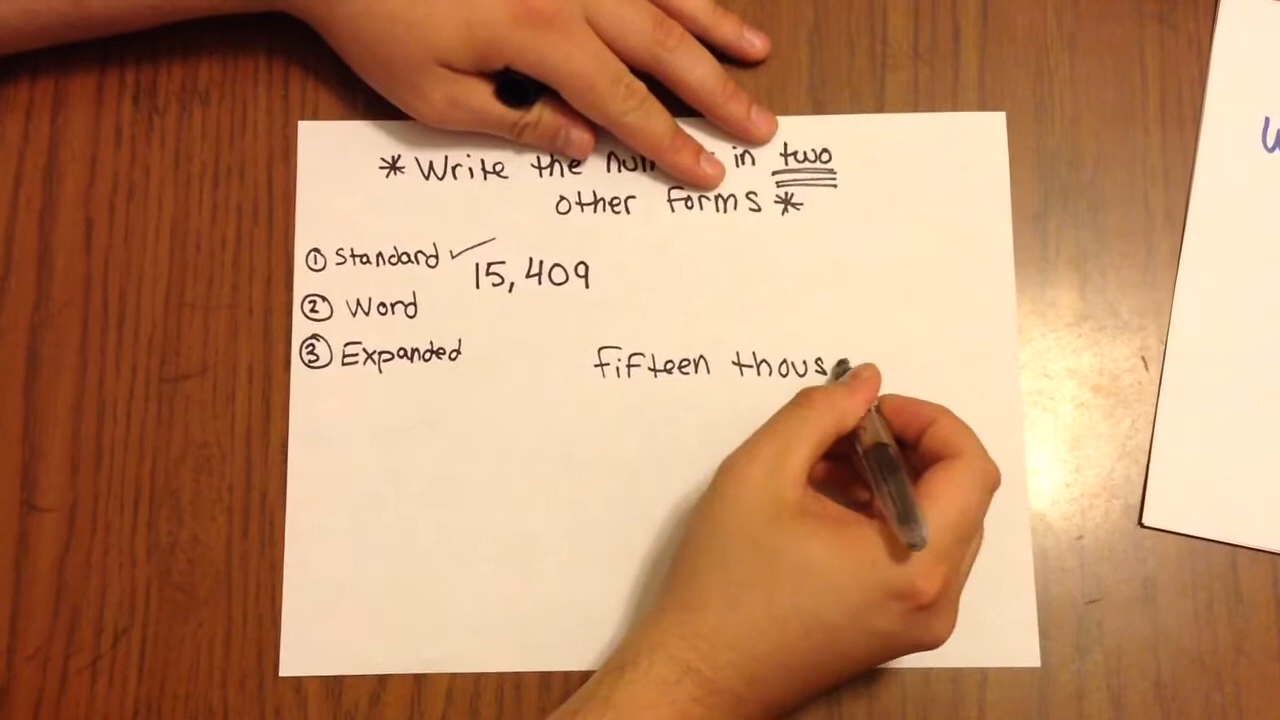 * Write the in two
other forms *
① Standard ✓ 15,409
② Word
③ Expanded
fifteen thous